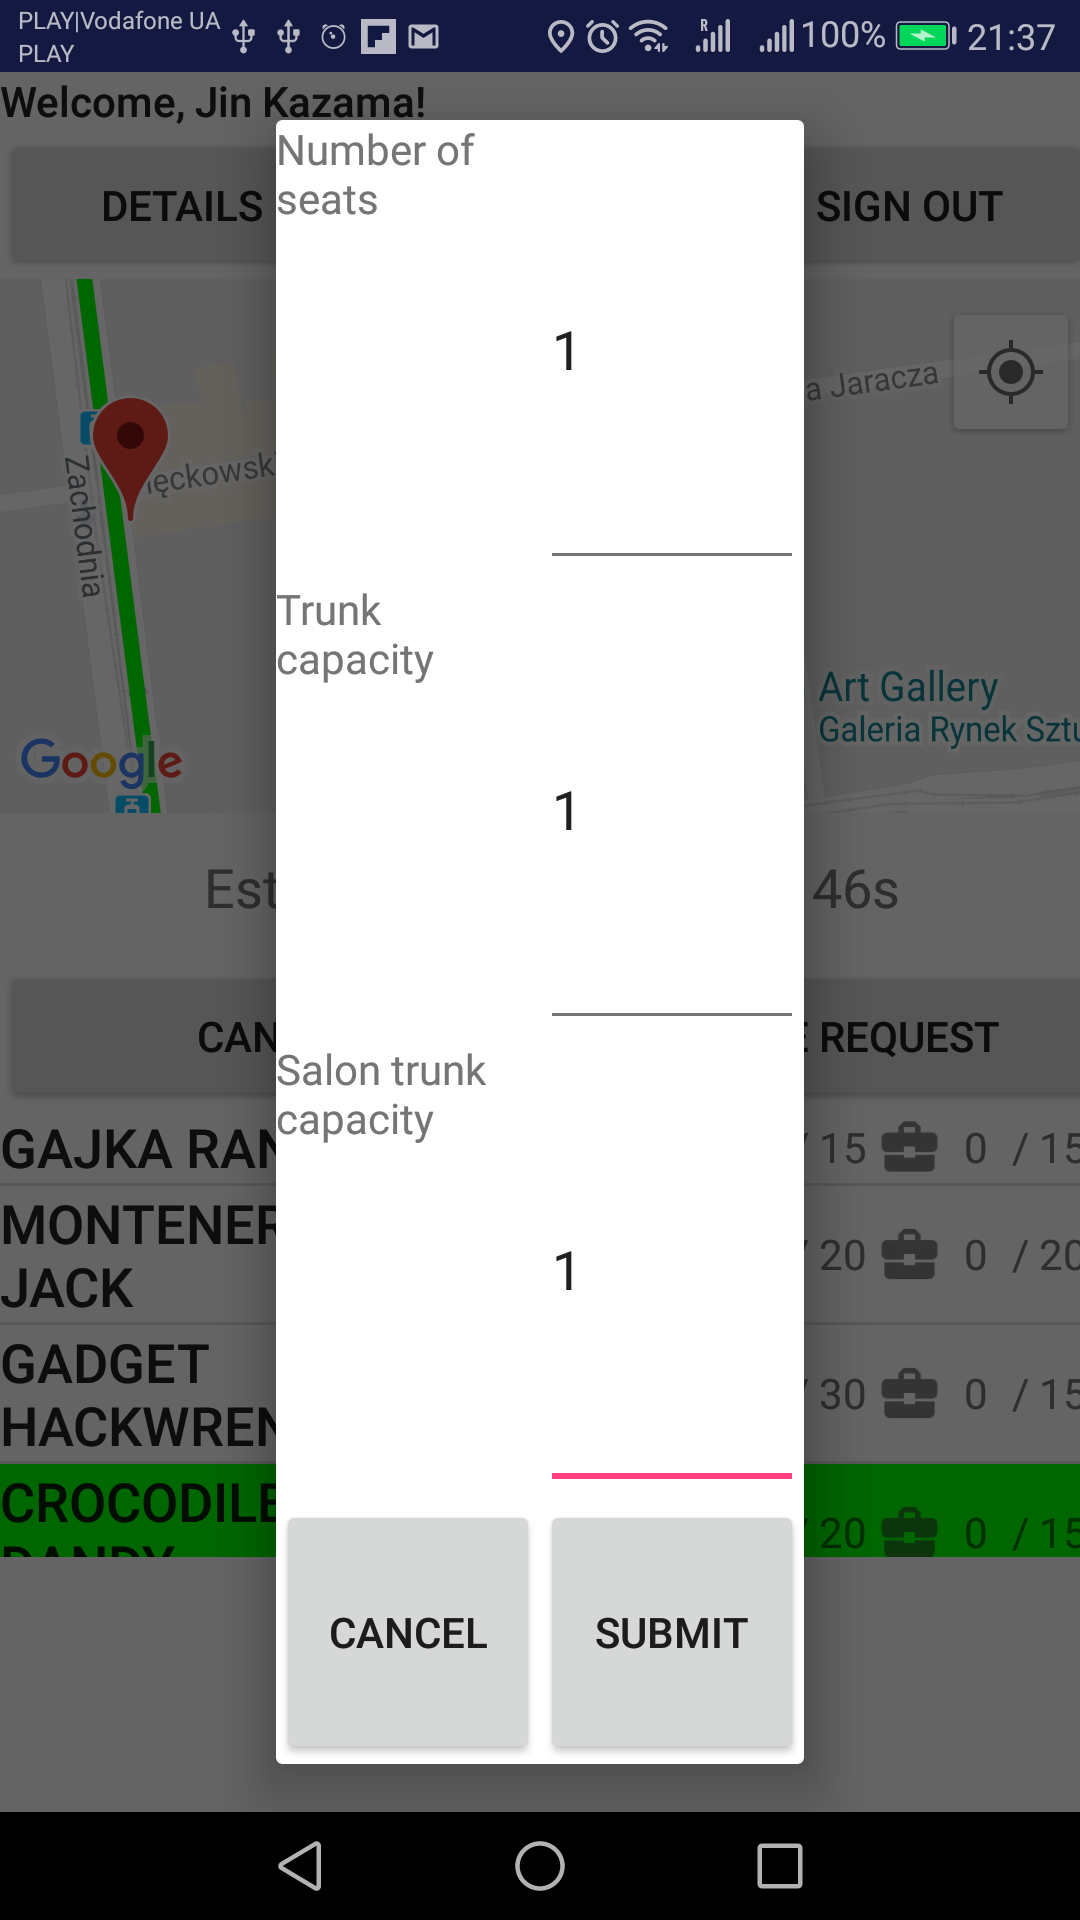 PLAY|Vodafone UA
PLAY
100% 21:37
Welcome, Jin Kazama!
DETAILS
SIGN OUT
Number of
seats
1
a Jaracza
Zachodnia
ięckowski
Trunk
capacity
1
Art Gallery
Galeria Rynek Sztu
Google
Est
46s
CAN
E REQUEST
Salon trunk
capacity
1
GAJKA RAN
/ 15 0 / 15
MONTENER
JACK
/ 20 0 / 20
GADGET
HACKWREN
/ 30 0 / 15
CROCODILE
DANDY
/ 20 0 / 15
CANCEL
SUBMIT